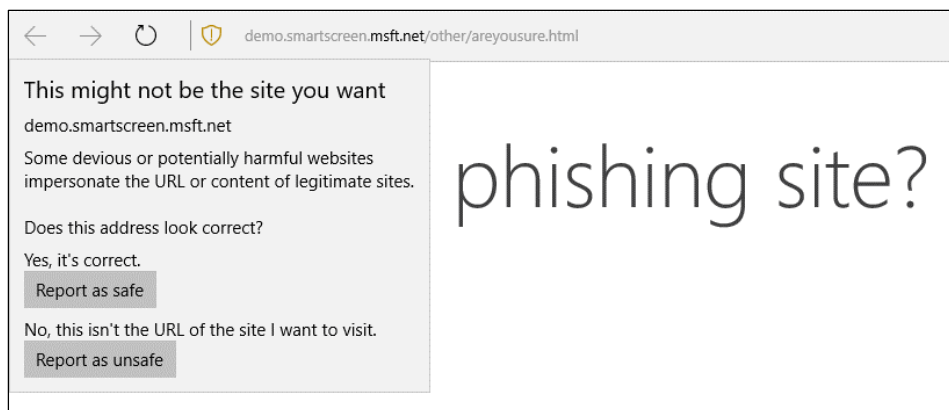 demo.smartscreen.msft.net/other/areyousure.html
This might not be the site you want
demo.smartscreen.msft.net
Some devious or potentially harmful websites
impersonate the URL or content of legitimate sites.
Does this address look correct?
Yes, it's correct.
Report as safe
No, this isn't the URL of the site I want to visit.
Report as unsafe
phishing site?